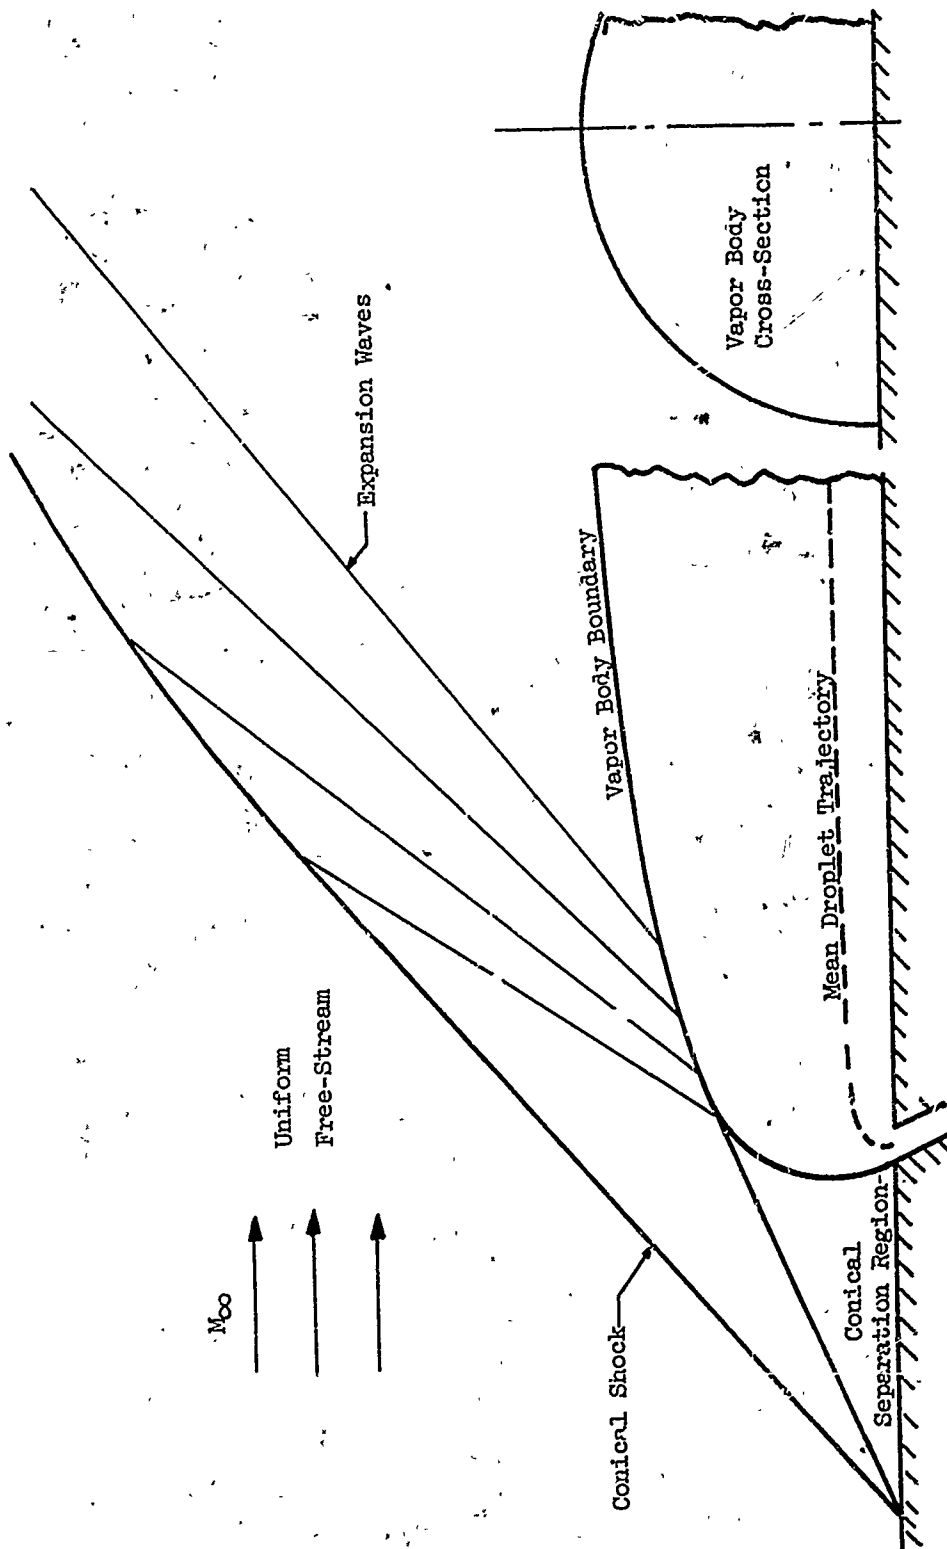 M∞
Uniform
Free-Stream
Conical Shock
Expansion Waves
Vapor Body Boundary
Mean Droplet Trajectory
Conical
Separation Region
Vapor Body
Cross-Section